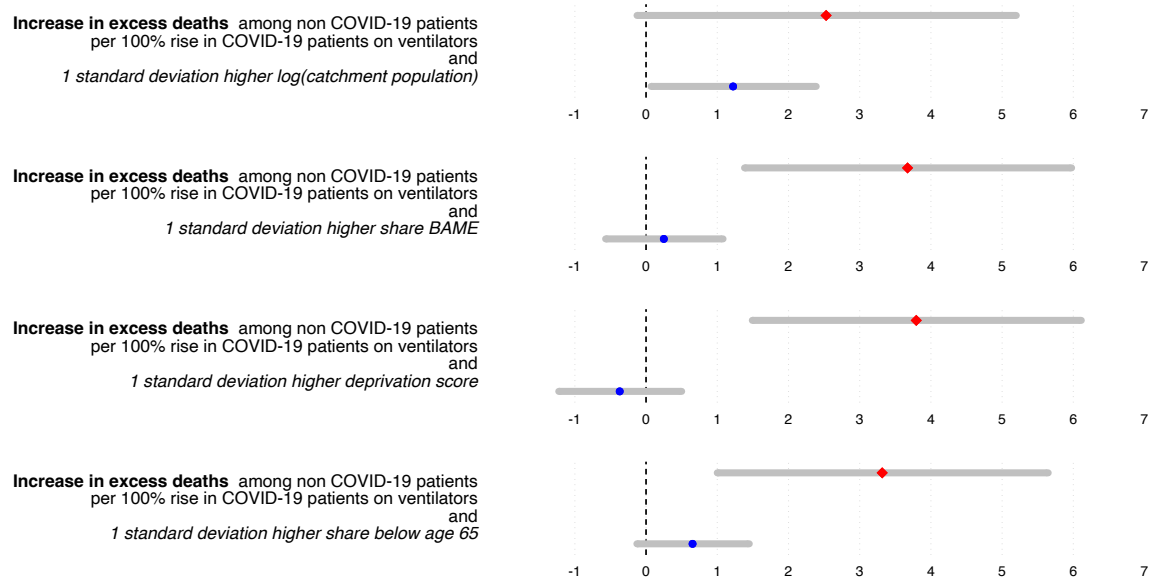 Increase in excess deaths among non COVID-19 patients
per 100% rise in COVID-19 patients on ventilators
and
1 standard deviation higher log(catchment population)
-1 0 1 2 3 4 5 6 7
Increase in excess deaths among non COVID-19 patients
per 100% rise in COVID-19 patients on ventilators
and
1 standard deviation higher share BAME
-1 0 1 2 3 4 5 6 7
Increase in excess deaths among non COVID-19 patients
per 100% rise in COVID-19 patients on ventilators
and
1 standard deviation higher deprivation score
-1 0 1 2 3 4 5 6 7
Increase in excess deaths among non COVID-19 patients
per 100% rise in COVID-19 patients on ventilators
and
1 standard deviation higher share below age 65
-1 0 1 2 3 4 5 6 7